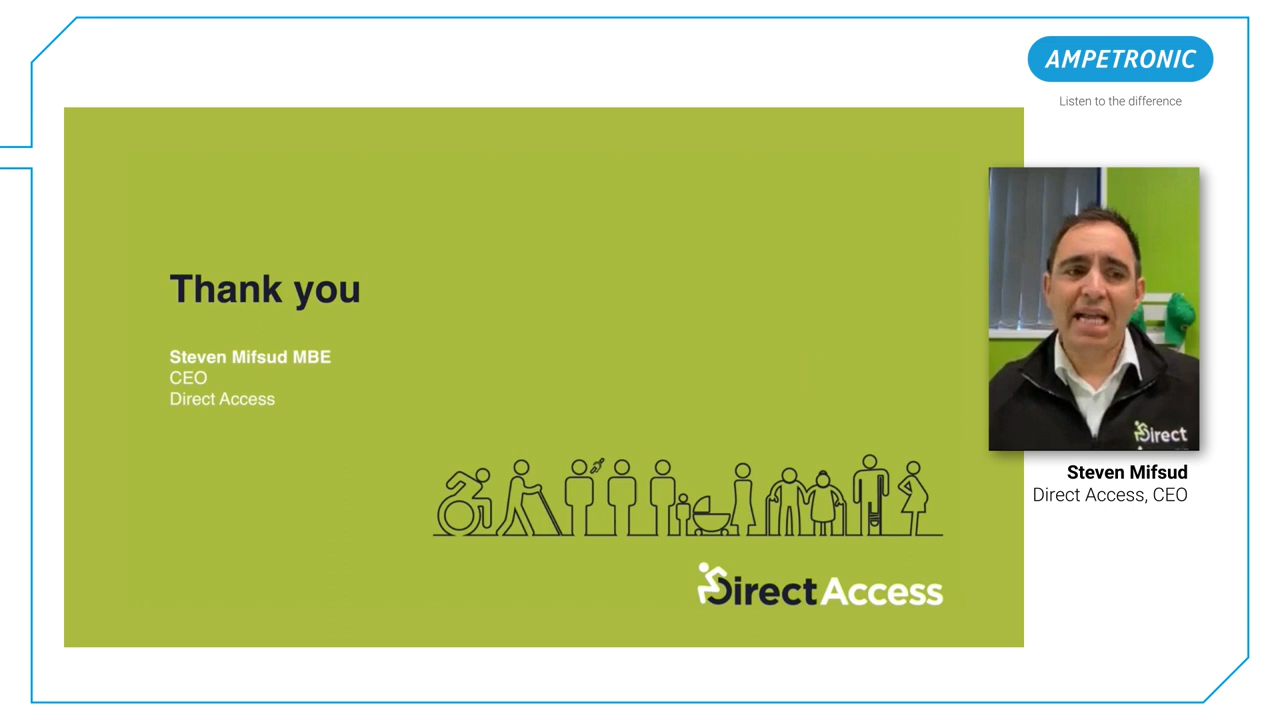 AMPETRONIC
Listen to the difference
Thank you
Steven Mifsud MBE
CEO
Direct Access
Direct
Steven Mifsud
Direct Access, CEO
DirectAccess